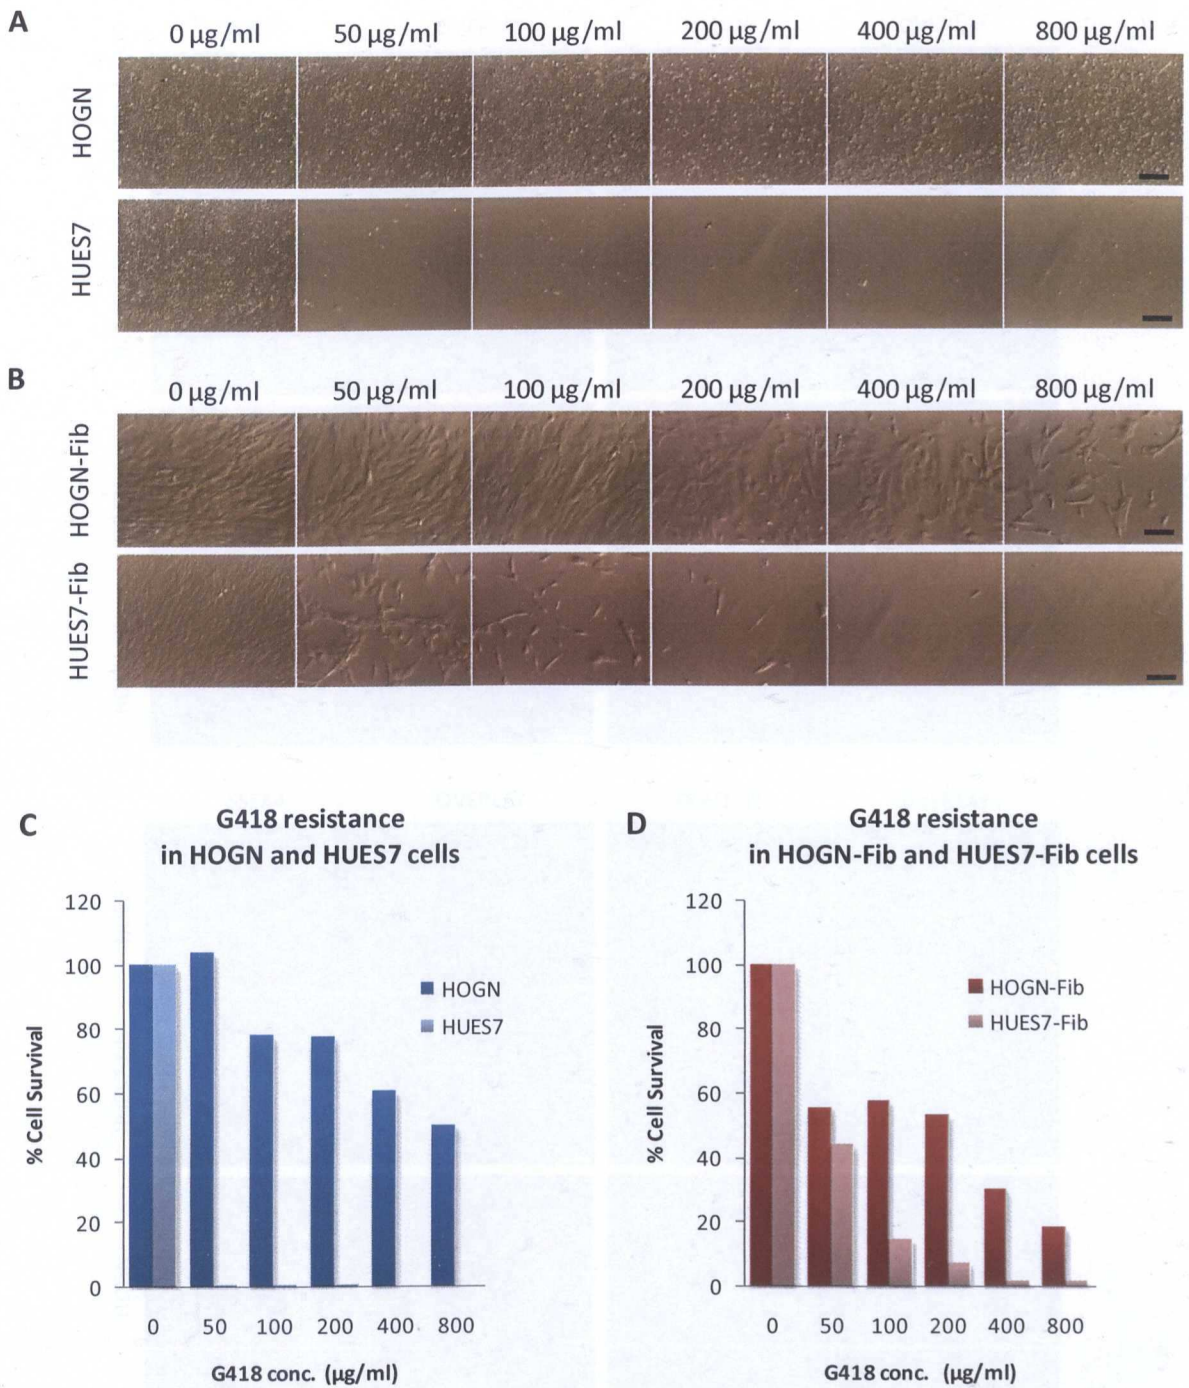 A
0 µg/ml 50 µg/ml 100 µg/ml 200 µg/ml 400 µg/ml 800 µg/ml
HOGN
HUES7
B
0 µg/ml 50 µg/ml 100 µg/ml 200 µg/ml 400 µg/ml 800 µg/ml
HOGN-Fib
HUES7-Fib
C
G418 resistance
in HOGN and HUES7 cells
% Cell Survival
120
100
80
60
40
20
0
HOGN
HUES7
0 50 100 200 400 800
G418 conc. (µg/ml)
D
G418 resistance
in HOGN-Fib and HUES7-Fib cells
% Cell Survival
120
100
80
60
40
20
0
HOGN-Fib
HUES7-Fib
0 50 100 200 400 800
G418 conc. (µg/ml)